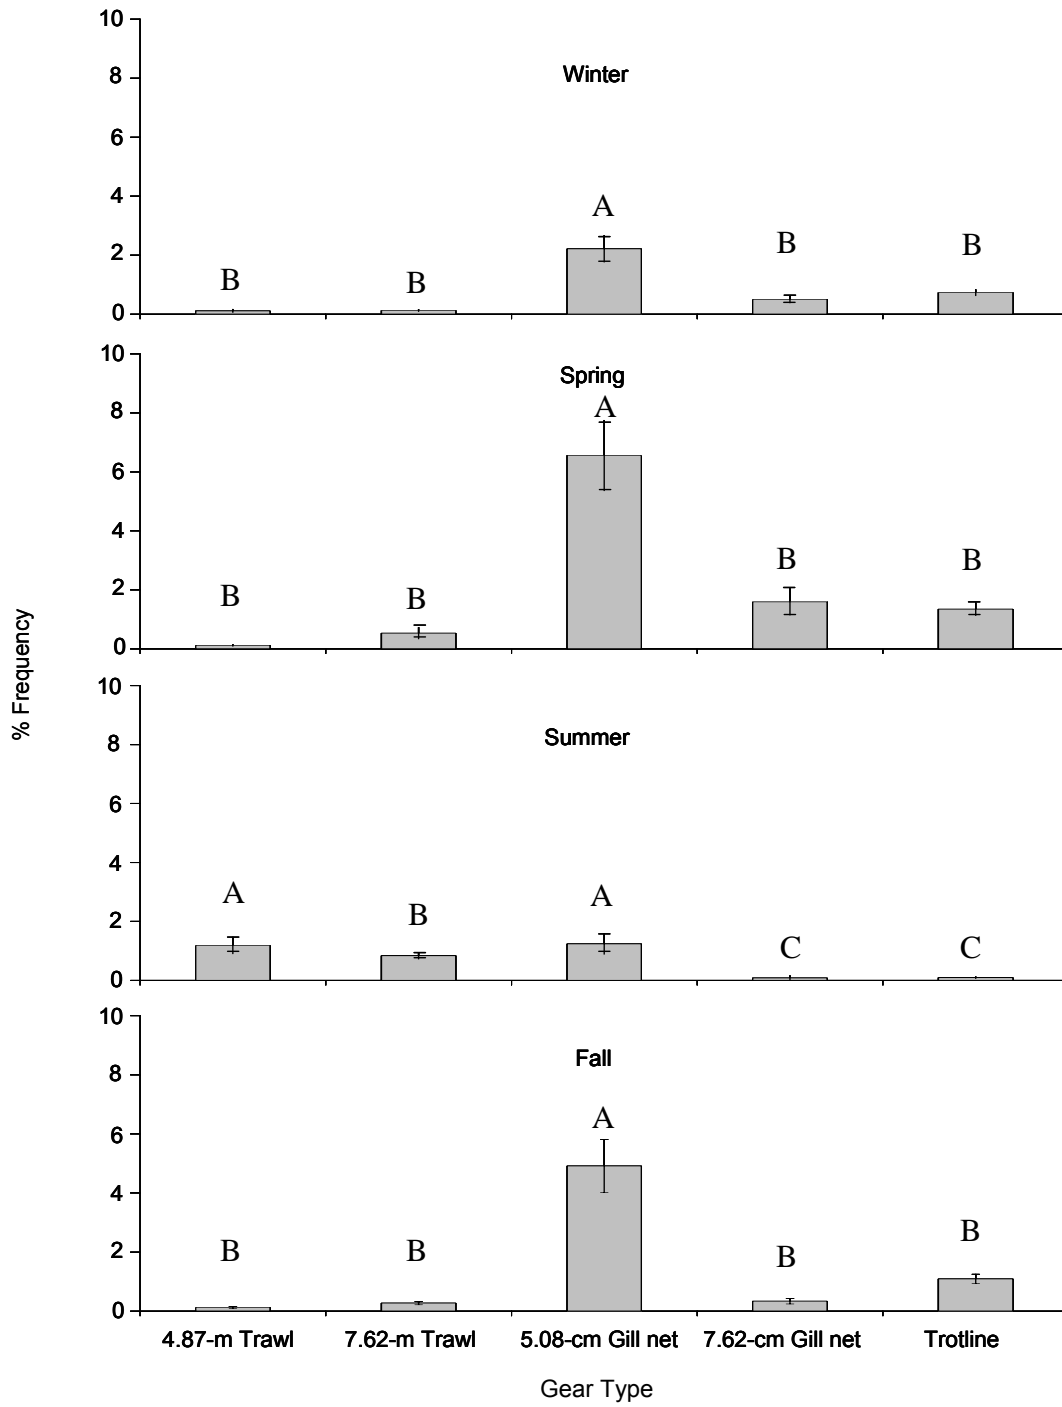 10
Winter
8
6
4
A
B
B
2
B
B
0
10
Spring
A
8
6
4
B
B
2
B
B
0
% Frequency
10
Summer
8
6
4
A
A
B
2
C
C
0
10
Fall
8
A
6
4
B
B
B
B
2
0
4.87-m Trawl 7.62-m Trawl 5.08-cm Gill net 7.62-cm Gill net Trotline
Gear Type